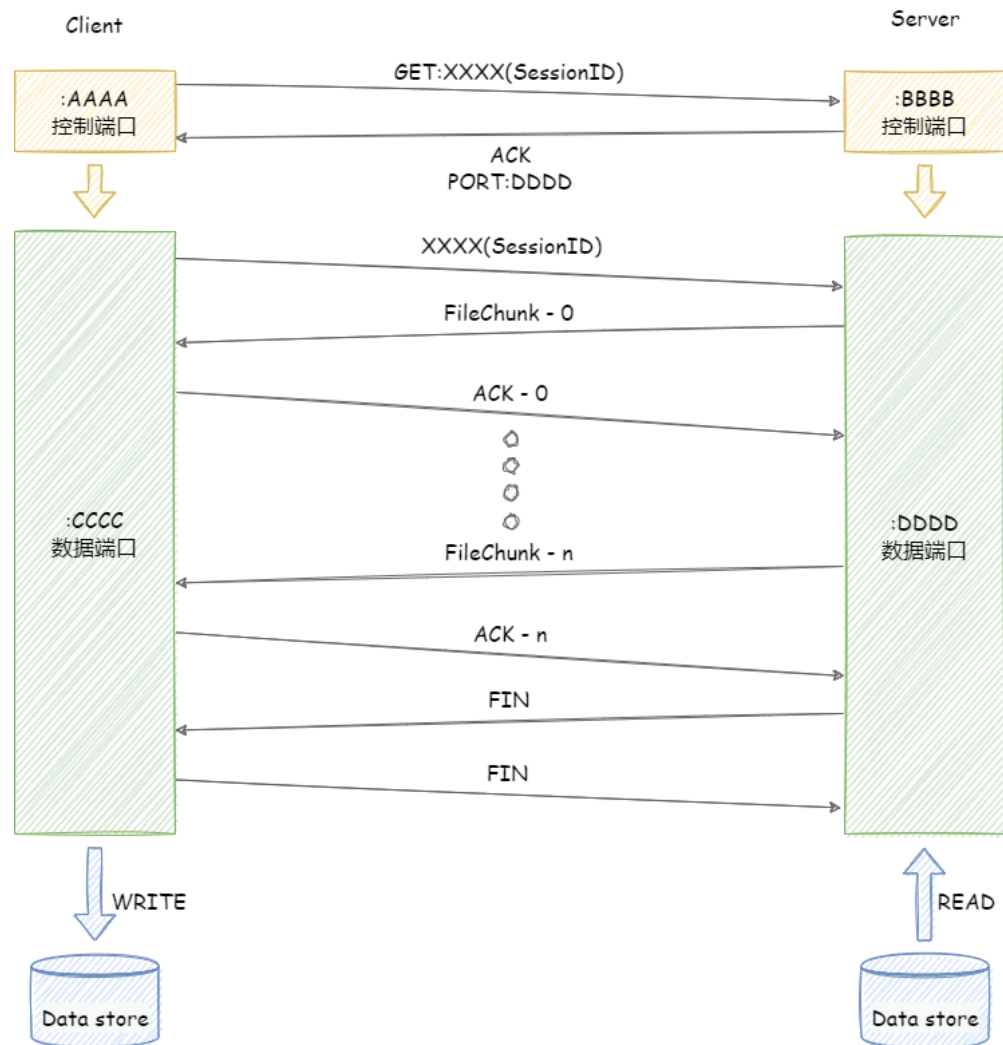 Client
Server
GET:XXXX(SessionID)
:AAAA
控制端口
:BBBB
控制端口
ACK
PORT:DDDD
XXXX(SessionID)
FileChunk - 0
ACK - 0
:CCCC
数据端口
:DDDD
数据端口
FileChunk - n
ACK - n
FIN
FIN
WRITE
READ
Data store
Data store